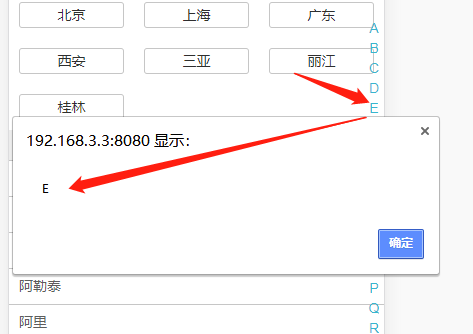 北京 上海 广东
A
B
西安 三亚 丽江
C
D
桂林 E
192.168.3.3:8080 显示：
×
E
确定
阿勒泰
P
Q
阿里
R